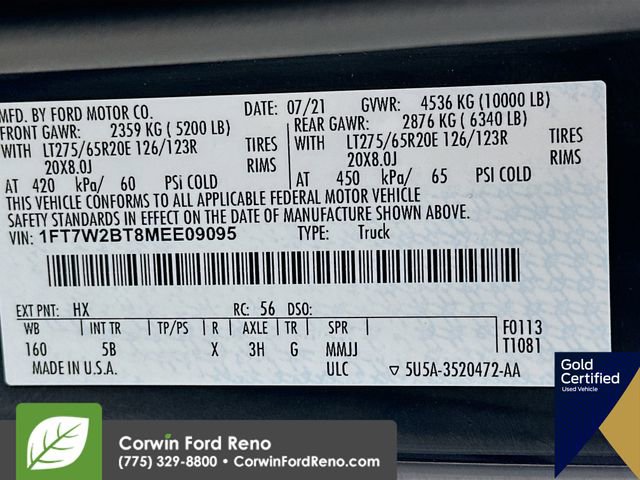 MFD. BY FORD MOTOR CO. DATE: 07/21 GVWR: 4536 KG (10000 LB)
FRONT GAWR: 2359 KG ( 5200 LB) REAR GAWR: 2876 KG ( 6340 LB)
WITH LT275/65R20E 126/123R TIRES WITH LT275/65R20E 126/123R TIRES
20X8.0J RIMS 20X8.0J RIMS
AT 420 kPa/ 60 PSi COLD AT 450 kPa/ 65 PSI COLD
THIS VEHICLE CONFORMS TO ALL APPLICABLE FEDERAL MOTOR VEHICLE
SAFETY STANDARDS IN EFFECT ON THE DATE OF MANUFACTURE SHOWN ABOVE.
VIN: 1FT7W2BT8MEE09095 TYPE: Truck
EXT PNT: HX RC: 56 DSO:
WB INT TR TP/PS R AXLE TR SPR F0113
160 5B X 3H G MMJJ T1081
MADE IN U.S.A. ULC ▽ 5U5A-3520472-AA
Gold
Certified
Used Vehicle
Corwin Ford Reno
(775) 329-8800 • CorwinFordReno.com